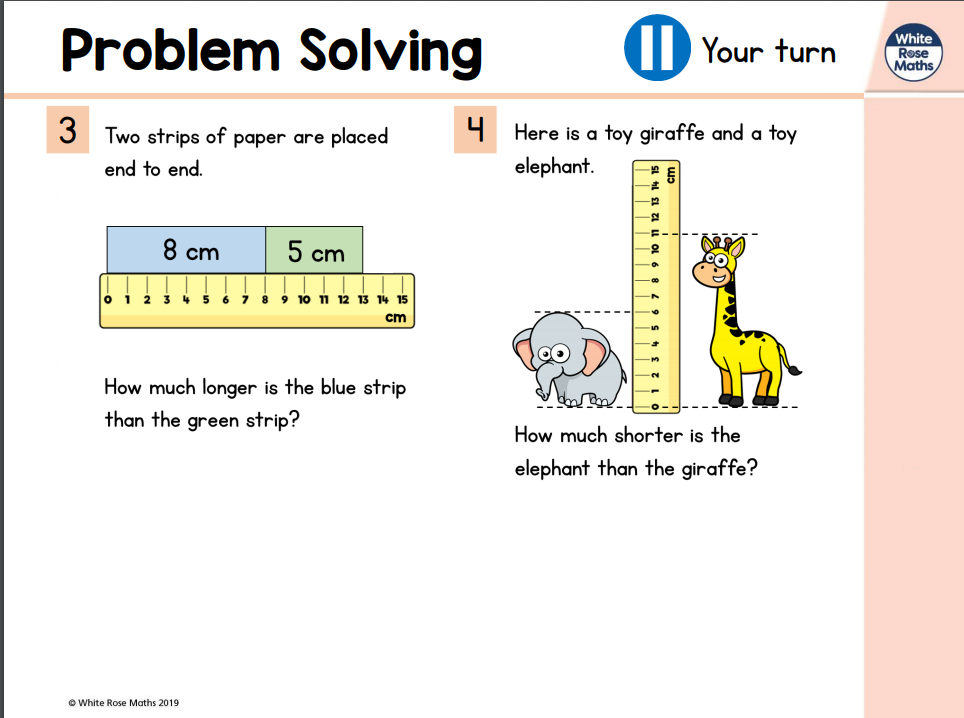 Problem Solving
Your turn
White
Rose
Maths
3
Two strips of paper are placed
end to end.
8 cm
5 cm
0 1 2 3 4 5 6 7 8 9 10 11 12 13 14 15
cm
How much longer is the blue strip
than the green strip?
4
Here is a toy giraffe and a toy
elephant.
0 1 2 3 4 5 6 7 8 9 10 11 12 13 14 15
cm
How much shorter is the
elephant than the giraffe?
© White Rose Maths 2019